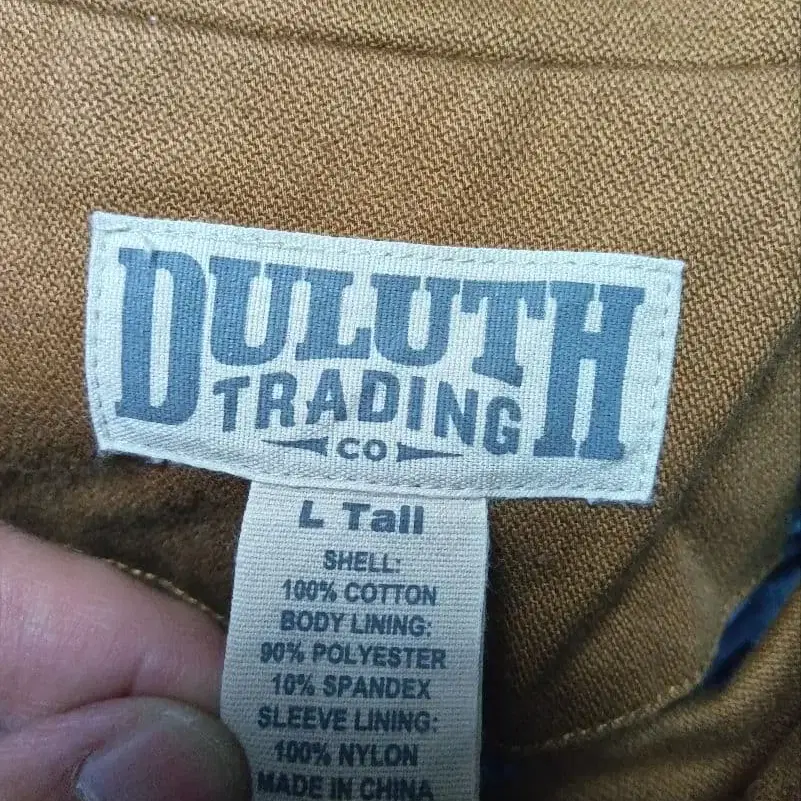 DULUTH
TRADING
CO
L Tall
SHELL:
100% COTTON
BODY LINING:
90% POLYESTER
10% SPANDEX
SLEEVE LINING:
100% NYLON
MADE IN CHINA